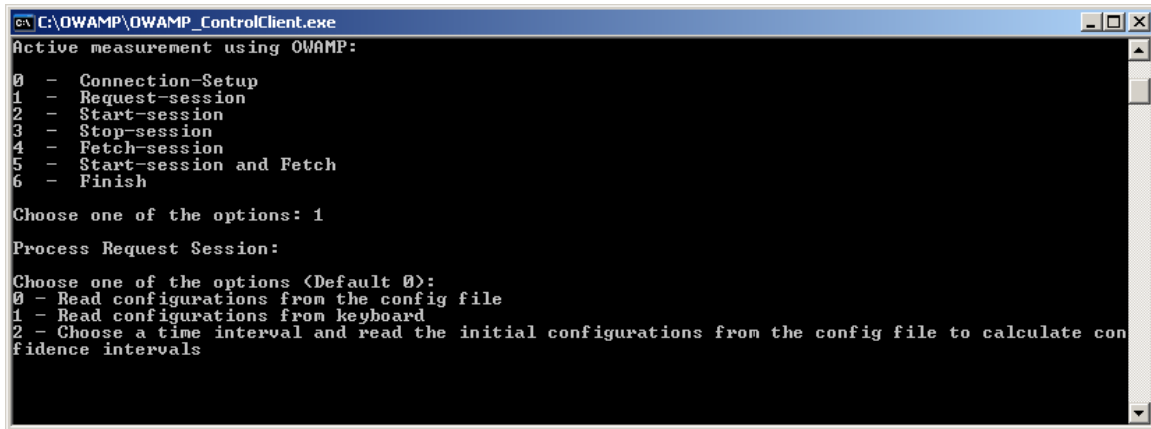 C:\OWAMP\OWAMP_ControlClient.exe
Active measurement using OWAMP:
0 - Connection-Setup
1 - Request-session
2 - Start-session
3 - Stop-session
4 - Fetch-session
5 - Start-session and Fetch
6 - Finish
Choose one of the options: 1
Process Request Session:
Choose one of the options (Default 0):
0 - Read configurations from the config file
1 - Read configurations from keyboard
2 - Choose a time interval and read the initial configurations from the config file to calculate con
fidence intervals